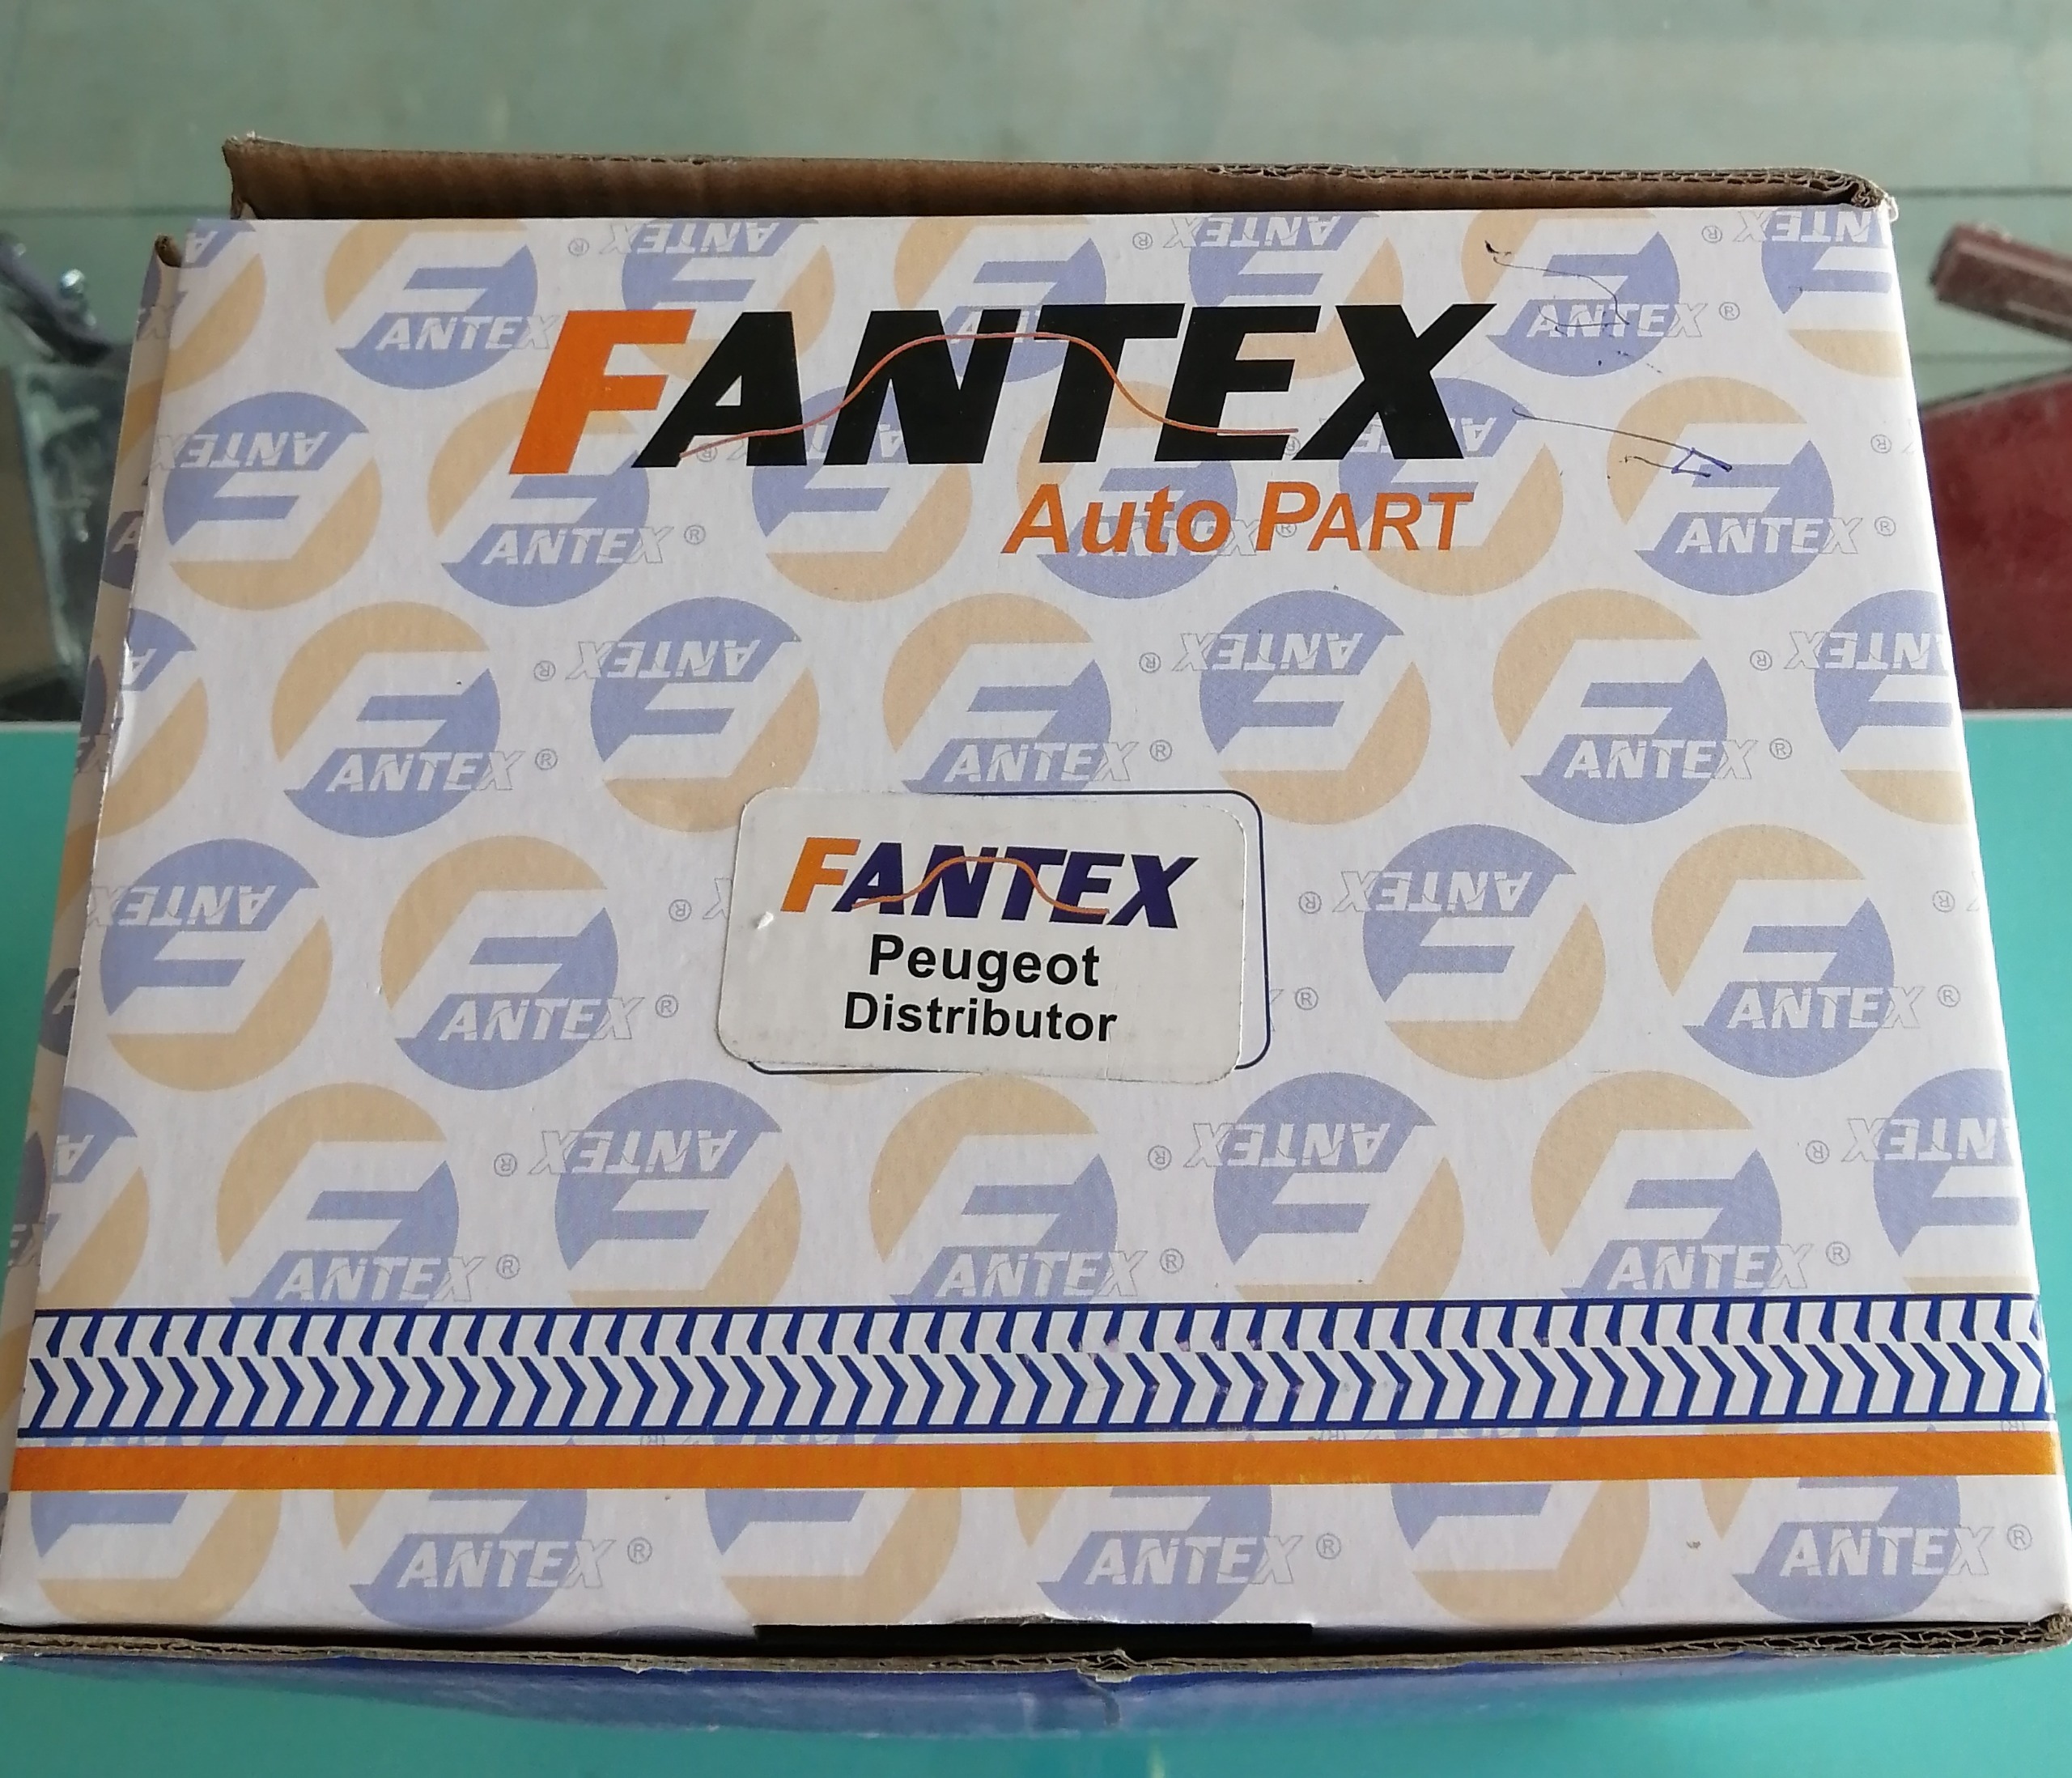 FANTEX
Auto PART
FANTEX
Peugeot
Distributor